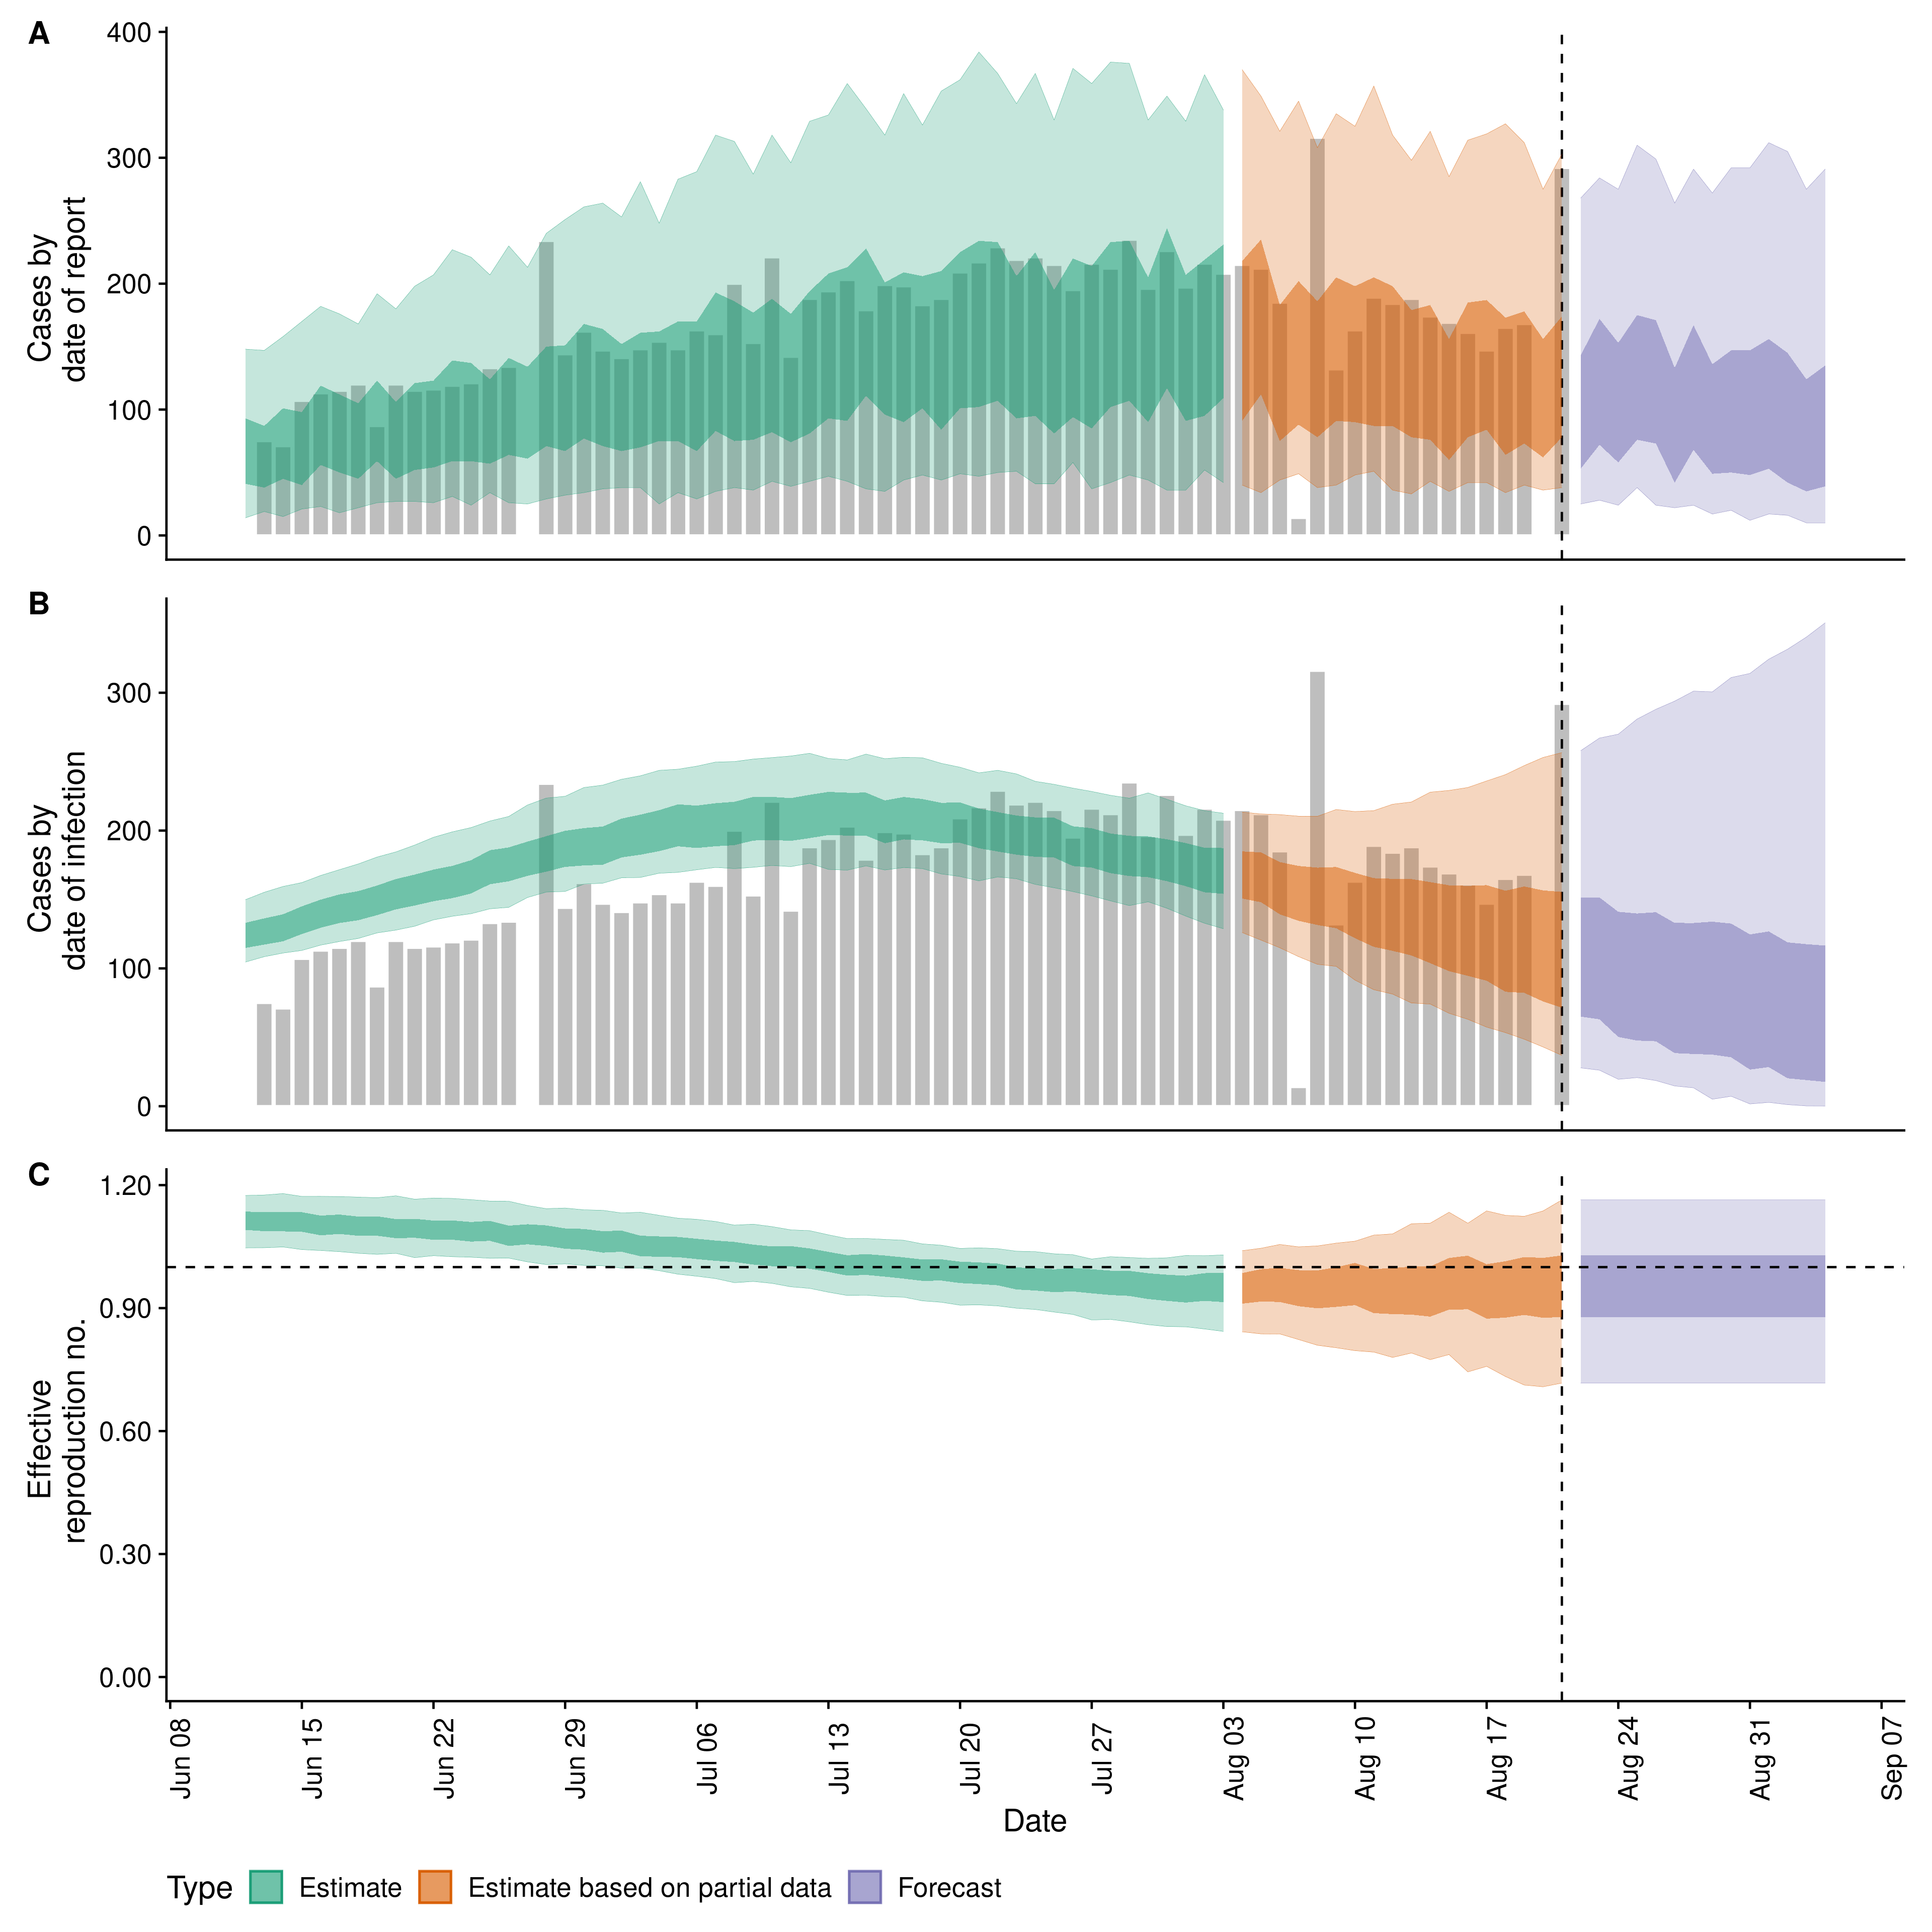 A
400
300
200
100
0
Cases by
date of report
B
300
200
100
0
Cases by
date of infection
C
1.20
0.90
0.60
0.30
0.00
Effective
reproduction no.
Jun 08
Jun 15
Jun 22
Jun 29
Jul 06
Jul 13
Jul 20
Jul 27
Aug 03
Aug 10
Aug 17
Aug 24
Aug 31
Sep 07
Date
Type Estimate Estimate based on partial data Forecast